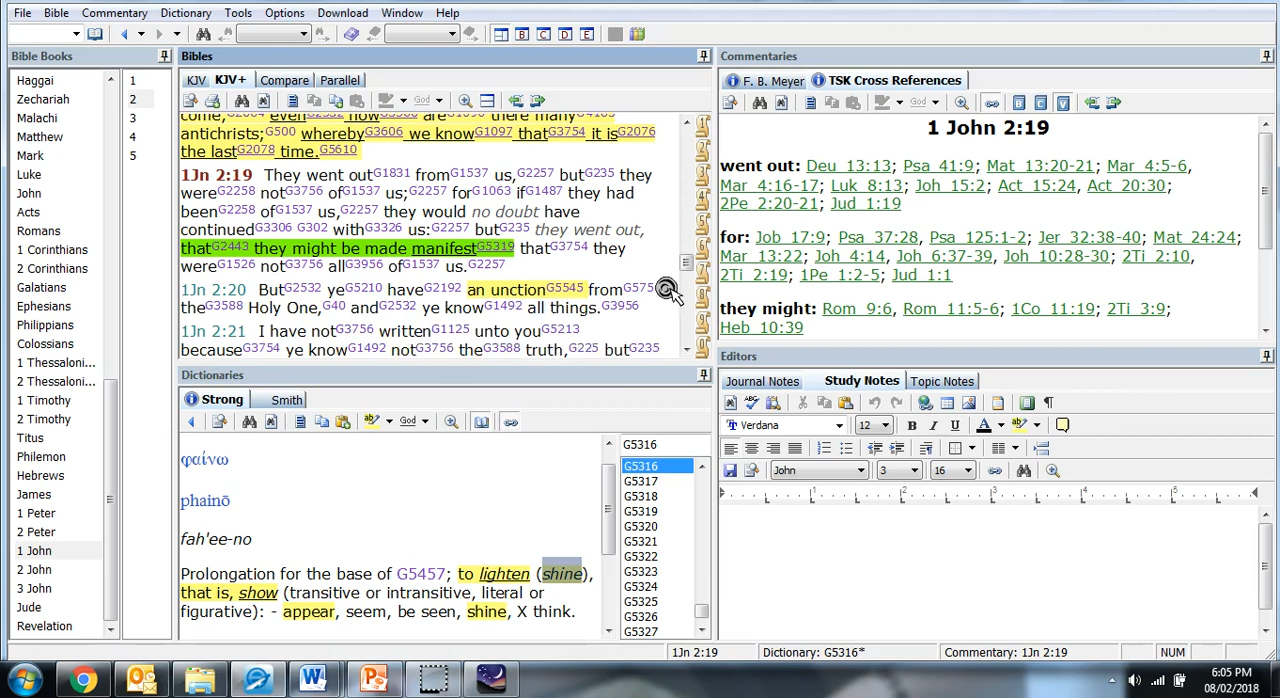 File Bible Commentary Dictionary Tools Options Download Window Help
B C D E
Bible Books
Haggai 1
Zechariah 2
Malachi 3
Matthew 4
Mark 5
Luke
John
Acts
Romans
1 Corinthians
2 Corinthians
Galatians
Ephesians
Philippians
Colossians
1 Thessaloni...
2 Thessaloni...
1 Timothy
2 Timothy
Titus
Philemon
Hebrews
James
1 Peter
2 Peter
1 John
2 John
3 John
Jude
Revelation
Bibles
KJV KJV+ Compare Parallel
God
antichrists;G500 wherebyG3606 we knowG1097 thatG3754 it isG2076
the lastG2078 time.G5610
1Jn 2:19 They went outG1831 fromG1537 us,G2257 butG235 they
wereG2258 notG3756 ofG1537 us;G2257 forG1063 ifG1487 they had
beenG2258 ofG1537 us,G2257 they would no doubt have
continuedG3306 G302 withG3326 us:G2257 butG235 they went out,
thatG2443 they might be made manifestG5319 thatG3754 they
wereG1526 notG3756 allG3956 ofG1537 us.G2257
1Jn 2:20 ButG2532 yeG5210 haveG2192 an unctionG5545 fromG575
theG3588 Holy One,G40 andG2532 ye knowG1492 all things.G3956
1Jn 2:21 I have notG3756 writtenG1125 unto youG5213
becauseG3754 ye knowG1492 notG3756 theG3588 truth,G225 butG235
Dictionaries
Strong Smith
God
φαίνω
phainō
fah'ee-no
Prolongation for the base of G5457; to lighten (shine),
that is, show (transitive or intransitive, literal or
figurative): - appear, seem, be seen, shine, X think.
G5316
G5316
G5317
G5318
G5319
G5320
G5321
G5322
G5323
G5324
G5325
G5326
G5327
Commentaries
F. B. Meyer TSK Cross References
God B C V
1 John 2:19
went out: Deu 13:13; Psa 41:9; Mat 13:20-21; Mar 4:5-6,
Mar 4:16-17; Luk 8:13; Joh 15:2; Act 15:24, Act 20:30;
2Pe 2:20-21; Jud 1:19
for: Job 17:9; Psa 37:28, Psa 125:1-2; Jer 32:38-40; Mat 24:24;
Mar 13:22; Joh 4:14, Joh 6:37-39, Joh 10:28-30; 2Ti 2:10,
2Ti 2:19; 1Pe 1:2-5; Jud 1:1
they might: Rom 9:6, Rom 11:5-6; 1Co 11:19; 2Ti 3:9;
Heb 10:39
Editors
Journal Notes Study Notes Topic Notes
Verdana 12 B I U A
John 3 16
1 2 3 4 5
1Jn 2:19 Dictionary: G5316* Commentary: 1Jn 2:19 NUM
6:05 PM
08/02/2018